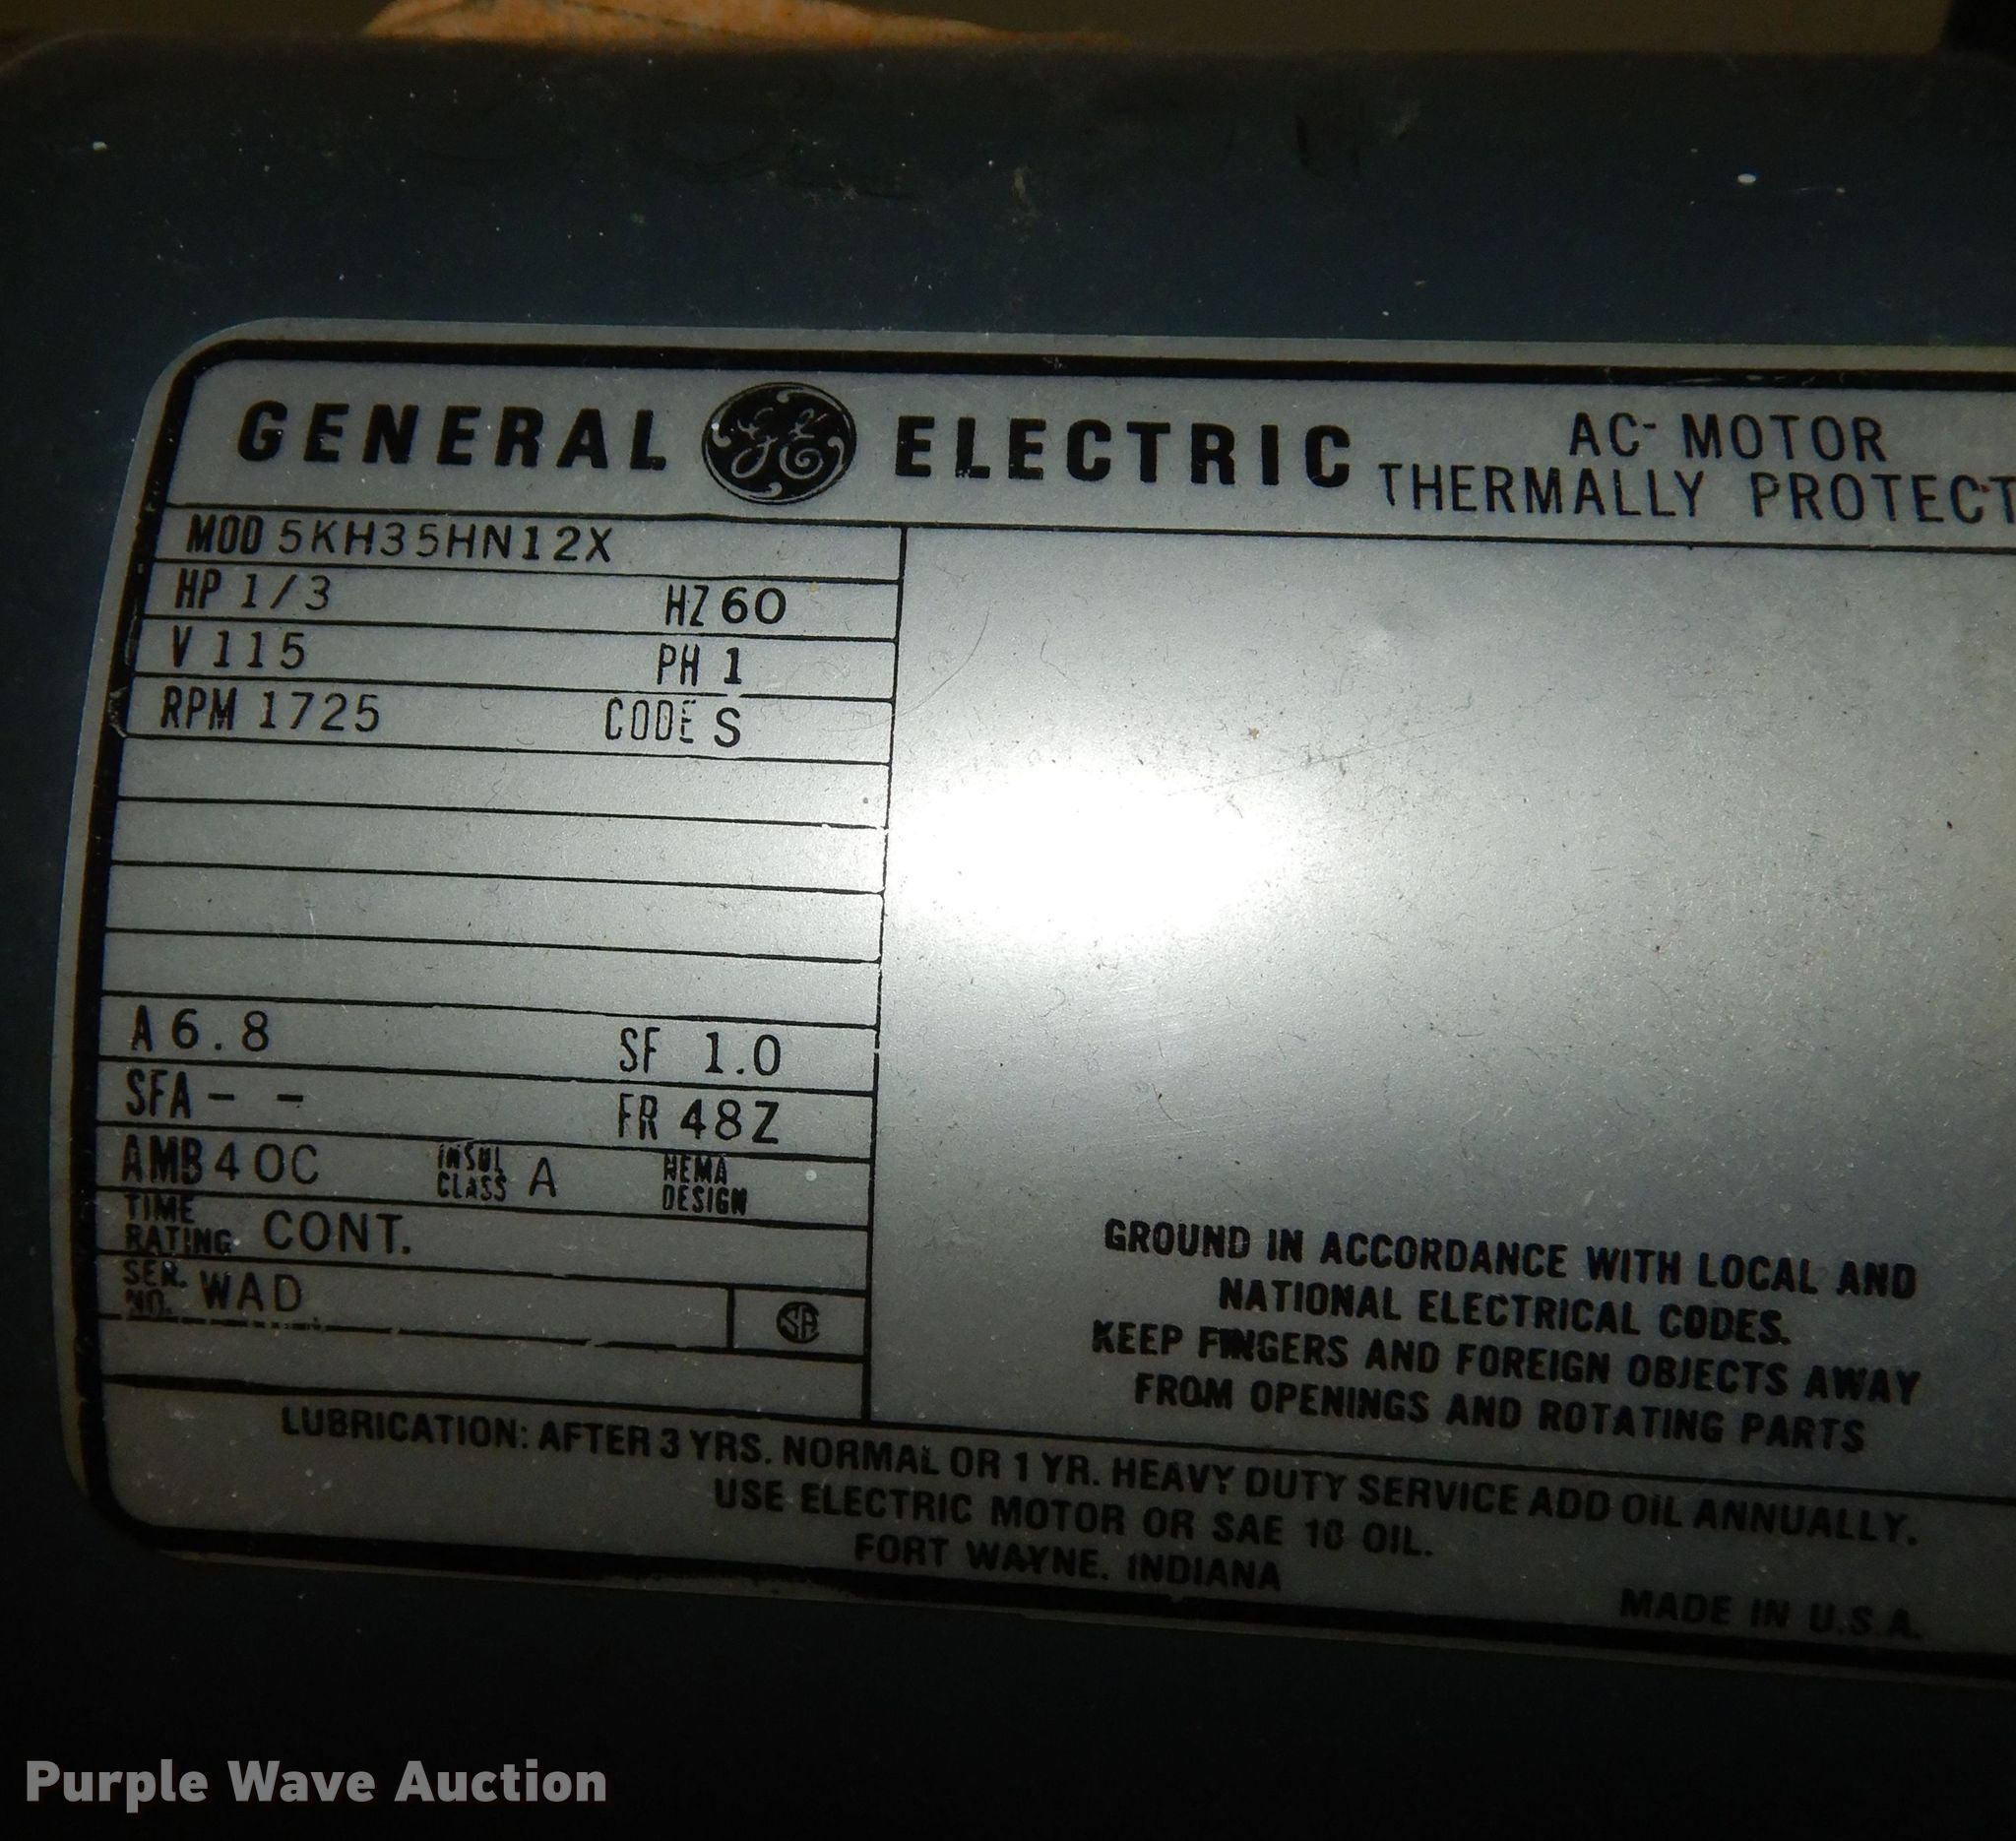 GENERAL GE ELECTRIC
AC- MOTOR
THERMALLY PROTECT
MOD 5KH35HN12X
HP 1/3 HZ 60
V 115 PH 1
RPM 1725 CODE S
A 6.8 SF 1.0
SFA - - FR 48Z
AMB 40C INSUL CLASS A NEMA DESIGN
TIME RATING CONT.
SER. NO. WAD
SA
GROUND IN ACCORDANCE WITH LOCAL AND
NATIONAL ELECTRICAL CODES.
KEEP FINGERS AND FOREIGN OBJECTS AWAY
FROM OPENINGS AND ROTATING PARTS
LUBRICATION: AFTER 3 YRS. NORMAL OR 1 YR. HEAVY DUTY SERVICE ADD OIL ANNUALLY.
USE ELECTRIC MOTOR OR SAE 10 OIL.
FORT WAYNE, INDIANA
MADE IN U.S.A.
Purple Wave Auction